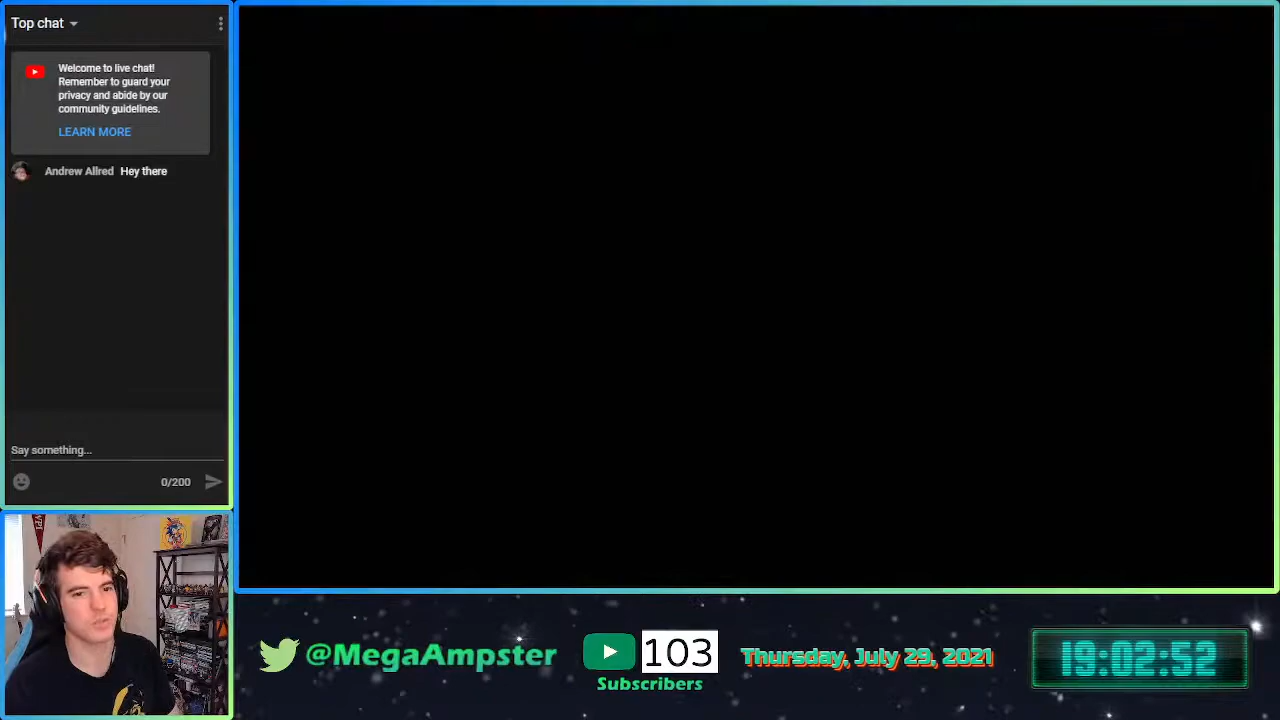 Top chat
Welcome to live chat!
Remember to guard your
privacy and abide by our
community guidelines.
LEARN MORE
Andrew Allred Hey there
Say something...
0/200
@MegaAmpster
103
Subscribers
Thursday, July 29, 2021
19:02:52